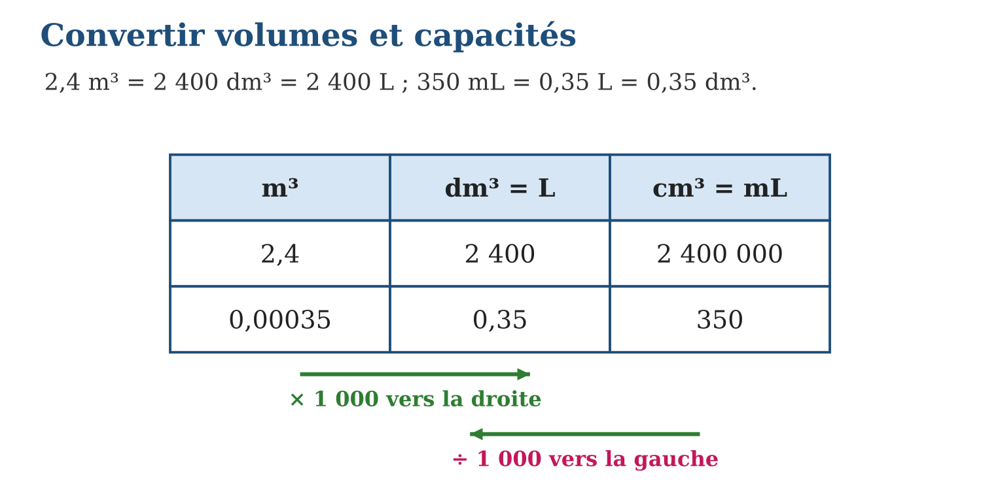 Convertir volumes et capacités
2,4 m³ = 2 400 dm³ = 2 400 L ; 350 mL = 0,35 L = 0,35 dm³.
m³ dm³ = L cm³ = mL
2,4 2 400 2 400 000
0,00035 0,35 350
× 1 000 vers la droite
÷ 1 000 vers la gauche